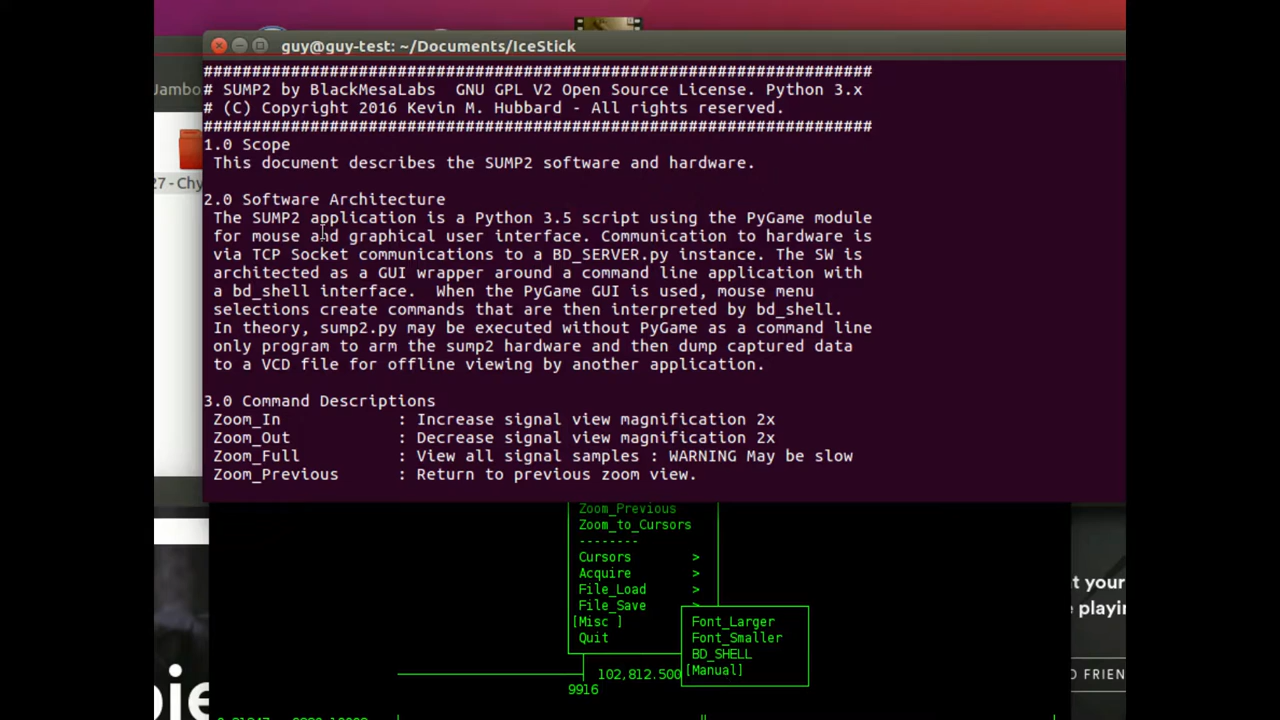 guy@guy-test: ~/Documents/IceStick
#####################################################################
# SUMP2 by BlackMesaLabs  GNU GPL V2 Open Source License. Python 3.x
# (C) Copyright 2016 Kevin M. Hubbard - All rights reserved.
#####################################################################
1.0 Scope
This document describes the SUMP2 software and hardware.
2.0 Software Architecture
The SUMP2 application is a Python 3.5 script using the PyGame module
for mouse and graphical user interface. Communication to hardware is
via TCP Socket communications to a BD_SERVER.py instance. The SW is
architected as a GUI wrapper around a command line application with
a bd_shell interface.  When the PyGame GUI is used, mouse menu
selections create commands that are then interpreted by bd_shell.
In theory, sump2.py may be executed without PyGame as a command line
only program to arm the sump2 hardware and then dump captured data
to a VCD file for offline viewing by another application.
3.0 Command Descriptions
Zoom_In : Increase signal view magnification 2x
Zoom_Out : Decrease signal view magnification 2x
Zoom_Full : View all signal samples : WARNING May be slow
Zoom_Previous : Return to previous zoom view.
Jambo
27 - Chy
Zoom_Previous
Zoom_to_Cursors
--------
Cursors >
Acquire >
File_Load >
File_Save >
[Misc ]
Quit
Font_Larger
Font_Smaller
BD_SHELL
[Manual]
102,812.500
9916
t your
playin
D FRIEN
pie